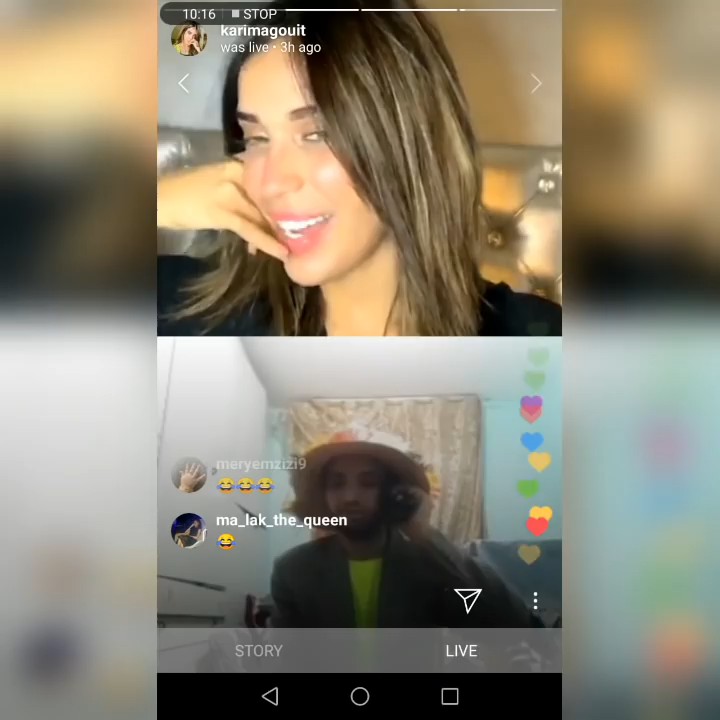 10:16 STOP
karimagouit
was live • 3h ago
meryemzizi9
😂😂😂
ma_lak_the_queen
😂
STORY LIVE